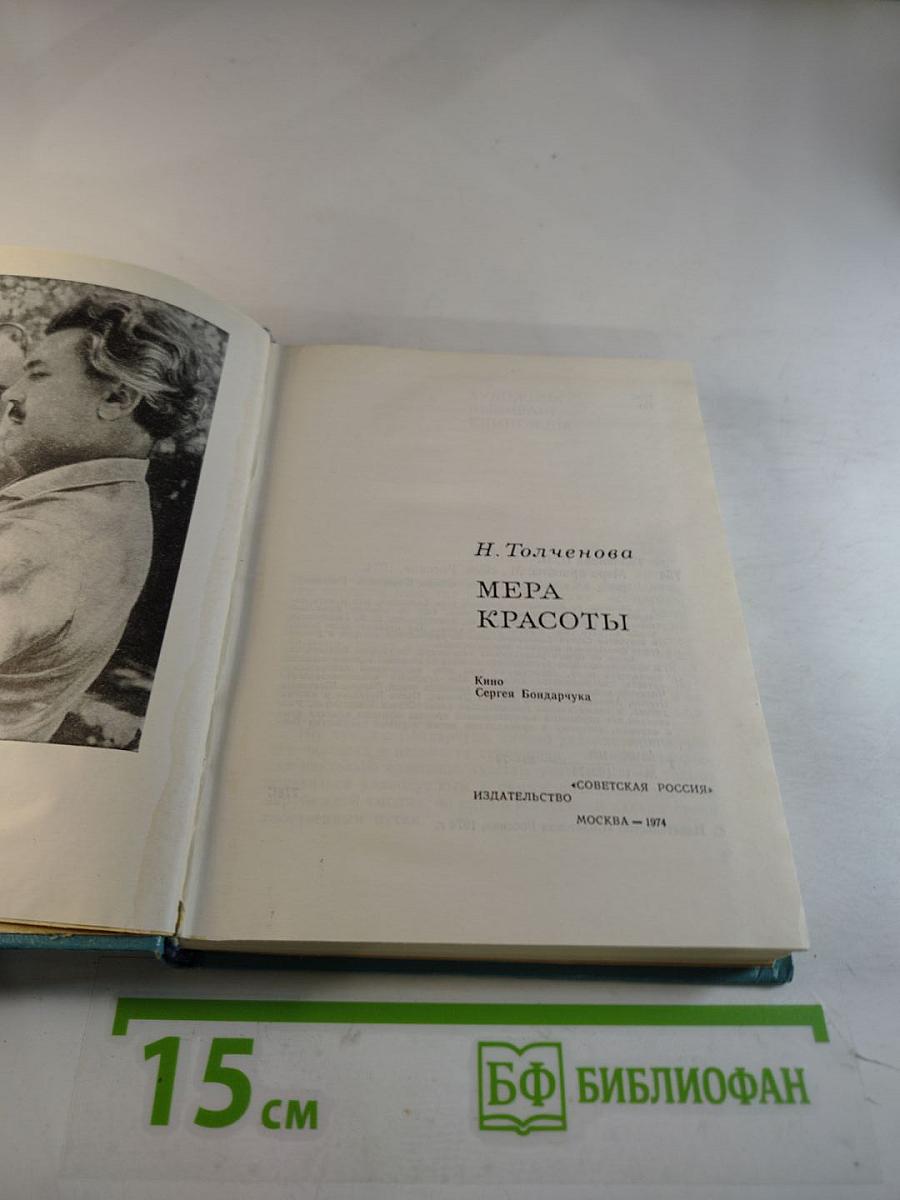 Н. Толченова
МЕРА
КРАСОТЫ
Кино
Сергея Бондарчука
ИЗДАТЕЛЬСТВО «СОВЕТСКАЯ РОССИЯ»
МОСКВА — 1974
15 см
БФ БИБЛИОФАН